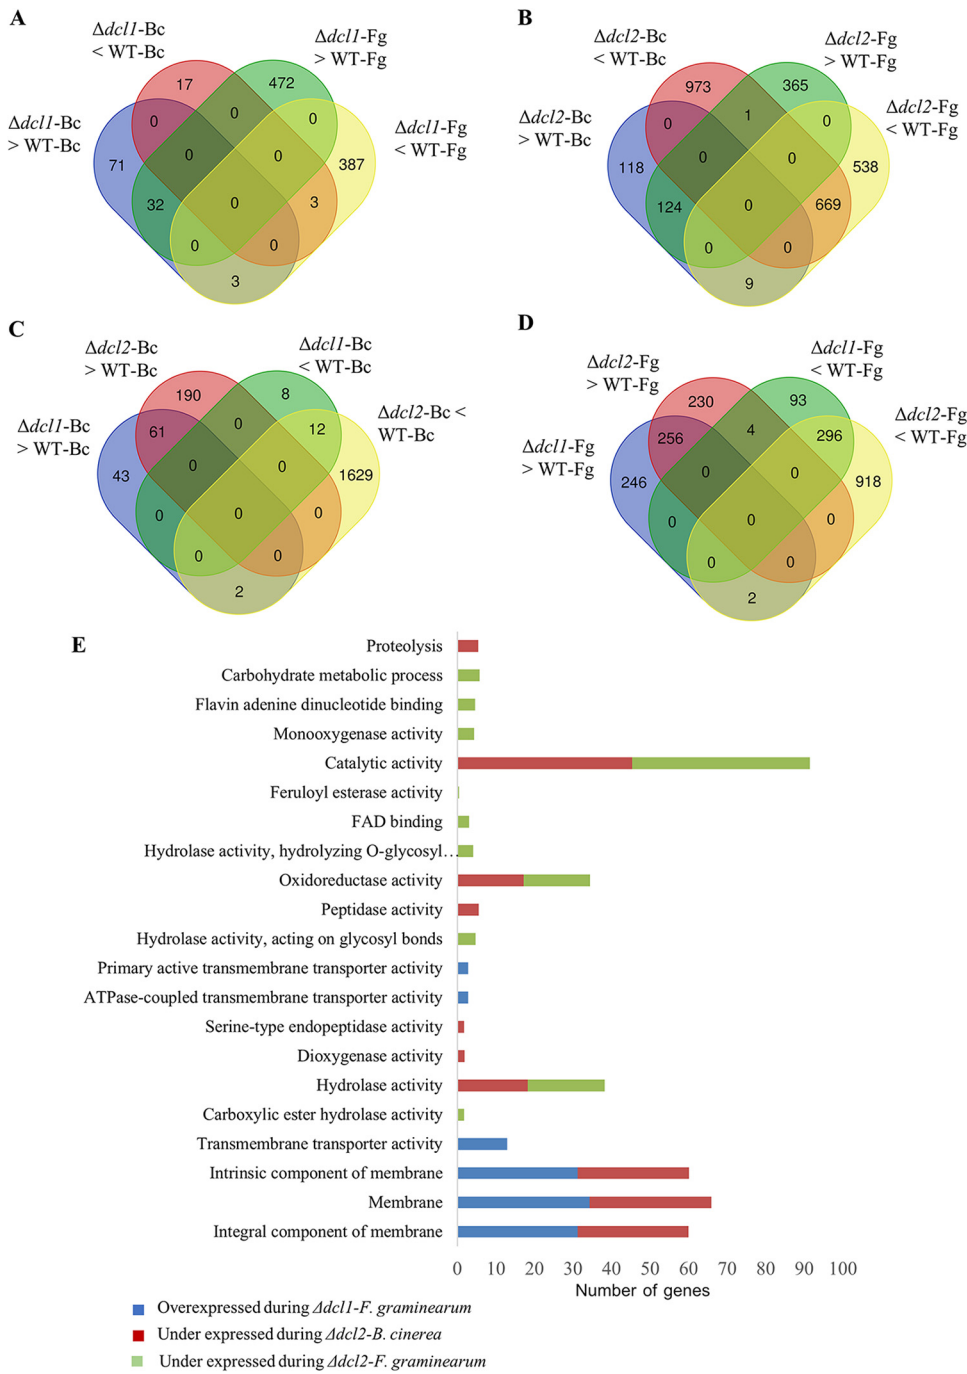 A
Δdcl1-Bc
< WT-Bc
Δdcl1-Fg
> WT-Fg
Δdcl1-Bc
> WT-Bc
Δdcl1-Fg
< WT-Fg
17
472
0
0
0
71
0
0
387
32
0
3
0
0
3
B
Δdcl2-Bc
< WT-Bc
Δdcl2-Fg
> WT-Fg
Δdcl2-Bc
> WT-Bc
Δdcl2-Fg
< WT-Fg
973
365
0
1
0
118
0
0
538
124
0
669
0
0
9
C
Δdcl2-Bc
> WT-Bc
Δdcl1-Bc
< WT-Bc
Δdcl1-Bc
> WT-Bc
Δdcl2-Bc <
WT-Bc
190
8
61
0
12
43
0
0
1629
0
0
0
0
0
2
D
Δdcl2-Fg
> WT-Fg
Δdcl1-Fg
< WT-Fg
Δdcl1-Fg
> WT-Fg
Δdcl2-Fg
< WT-Fg
230
93
256
4
296
246
0
0
918
0
0
0
0
0
2
E
Proteolysis
Carbohydrate metabolic process
Flavin adenine dinucleotide binding
Monooxygenase activity
Catalytic activity
Feruloyl esterase activity
FAD binding
Hydrolase activity, hydrolyzing O-glycosyl…
Oxidoreductase activity
Peptidase activity
Hydrolase activity, acting on glycosyl bonds
Primary active transmembrane transporter activity
ATPase-coupled transmembrane transporter activity
Serine-type endopeptidase activity
Dioxygenase activity
Hydrolase activity
Carboxylic ester hydrolase activity
Transmembrane transporter activity
Intrinsic component of membrane
Membrane
Integral component of membrane
0 10 20 30 40 50 60 70 80 90 100
Number of genes
Overexpressed during Δdcl1-F. graminearum
Under expressed during Δdcl2-B. cinerea
Under expressed during Δdcl2-F. graminearum